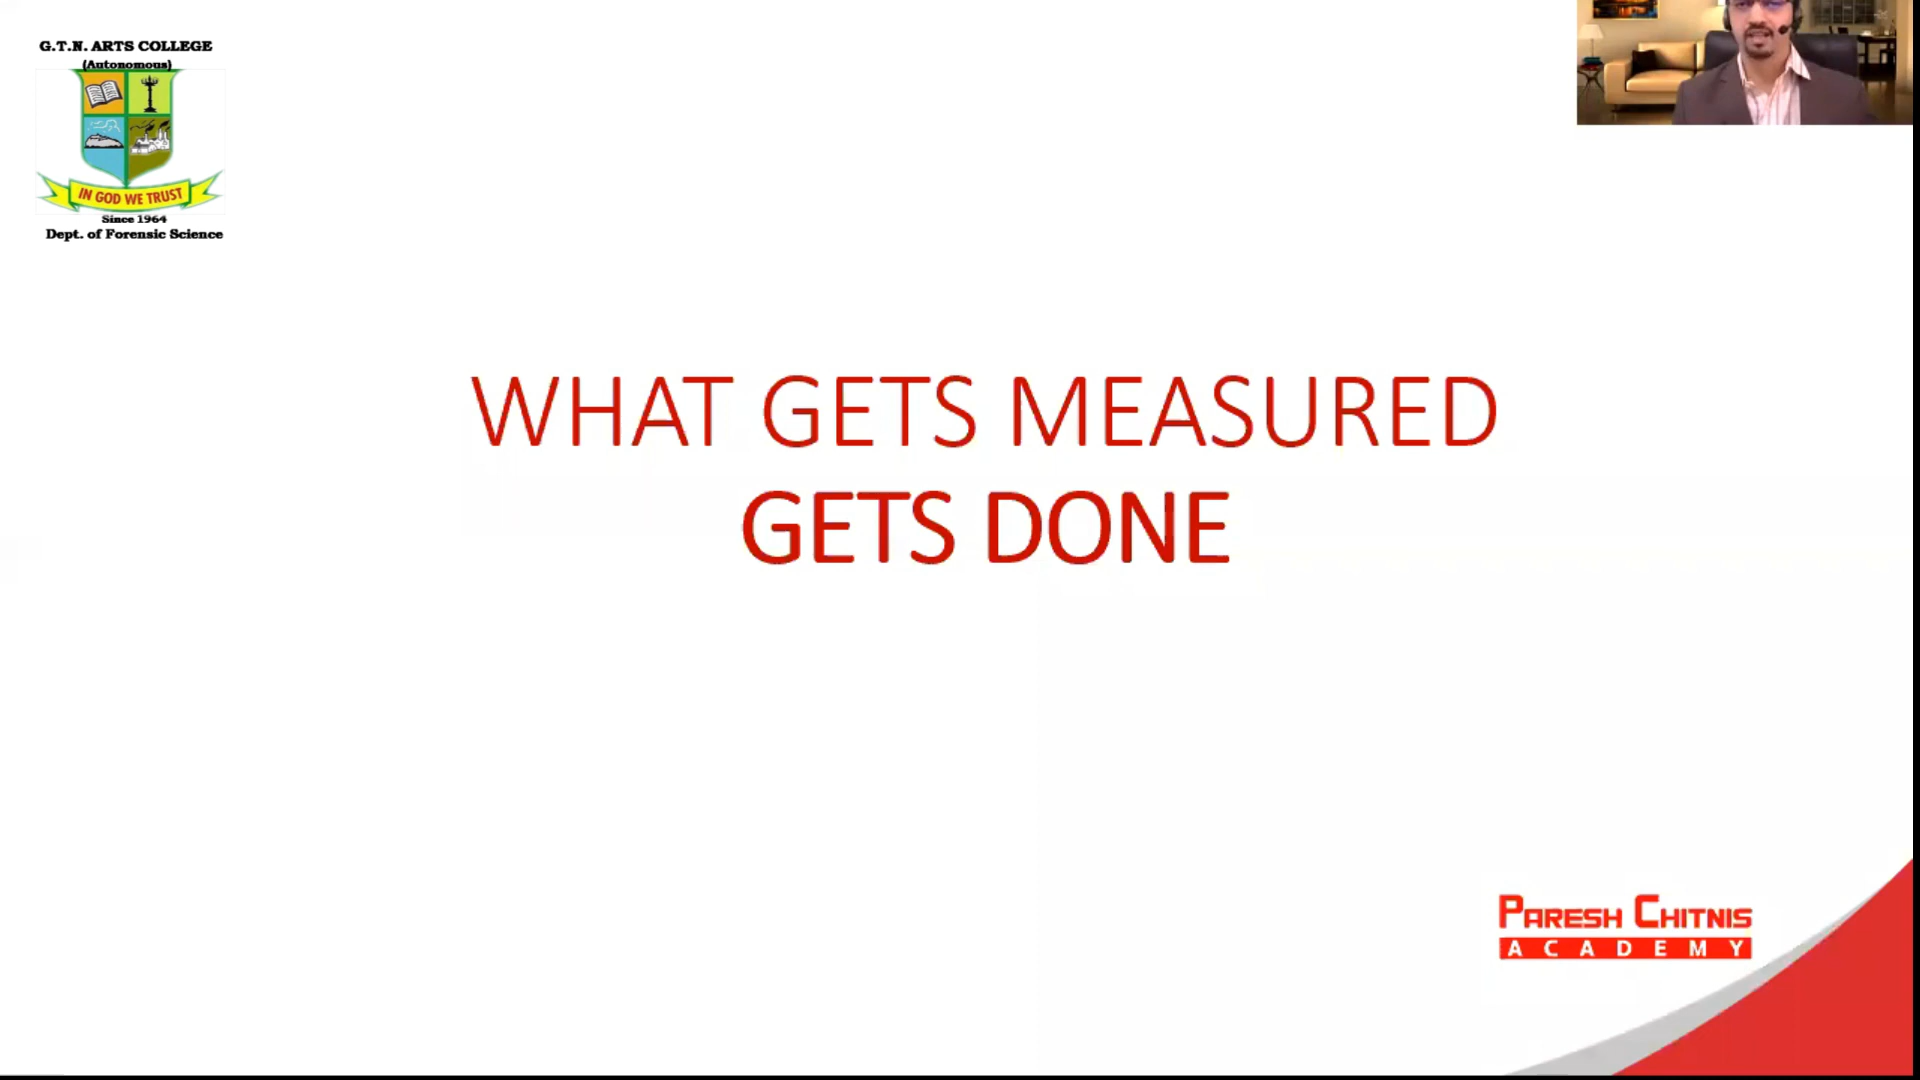 G.T.N. ARTS COLLEGE
(Autonomous)
IN GOD WE TRUST
Since 1964
Dept. of Forensic Science
WHAT GETS MEASURED
GETS DONE
PARESH CHITNIS
ACADEMY